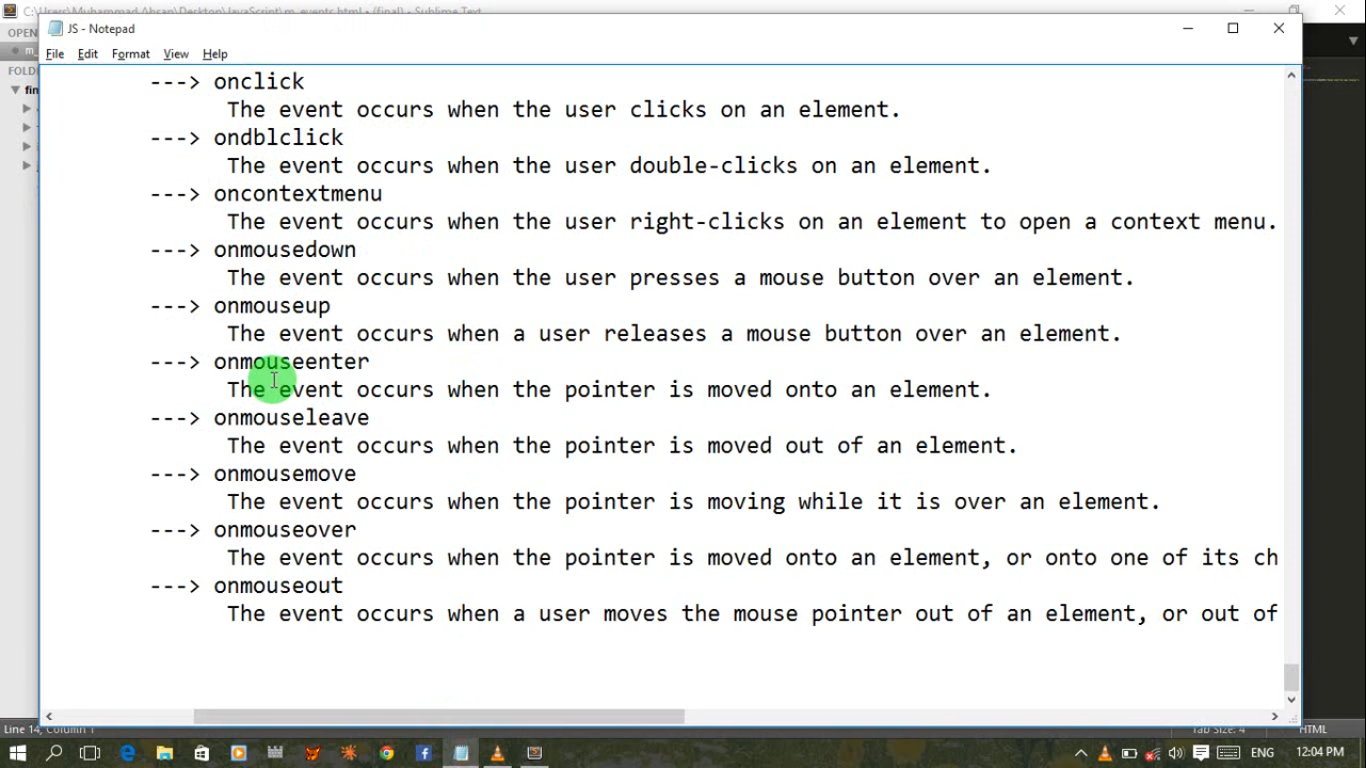 C:\Users\Muhammad Ahsan\Desktop\JavaScript\m_events.html • (final) - Sublime Text
OPEN
JS - Notepad
m_
File Edit Format View Help
FOLD
fin
---> onclick
The event occurs when the user clicks on an element.
---> ondblclick
The event occurs when the user double-clicks on an element.
---> oncontextmenu
The event occurs when the user right-clicks on an element to open a context menu.
---> onmousedown
The event occurs when the user presses a mouse button over an element.
---> onmouseup
The event occurs when a user releases a mouse button over an element.
---> onmouseenter
The event occurs when the pointer is moved onto an element.
---> onmouseleave
The event occurs when the pointer is moved out of an element.
---> onmousemove
The event occurs when the pointer is moving while it is over an element.
---> onmouseover
The event occurs when the pointer is moved onto an element, or onto one of its ch
---> onmouseout
The event occurs when a user moves the mouse pointer out of an element, or out of
Line 14, Column 1 Tab Size: 4 HTML
ENG 12:04 PM